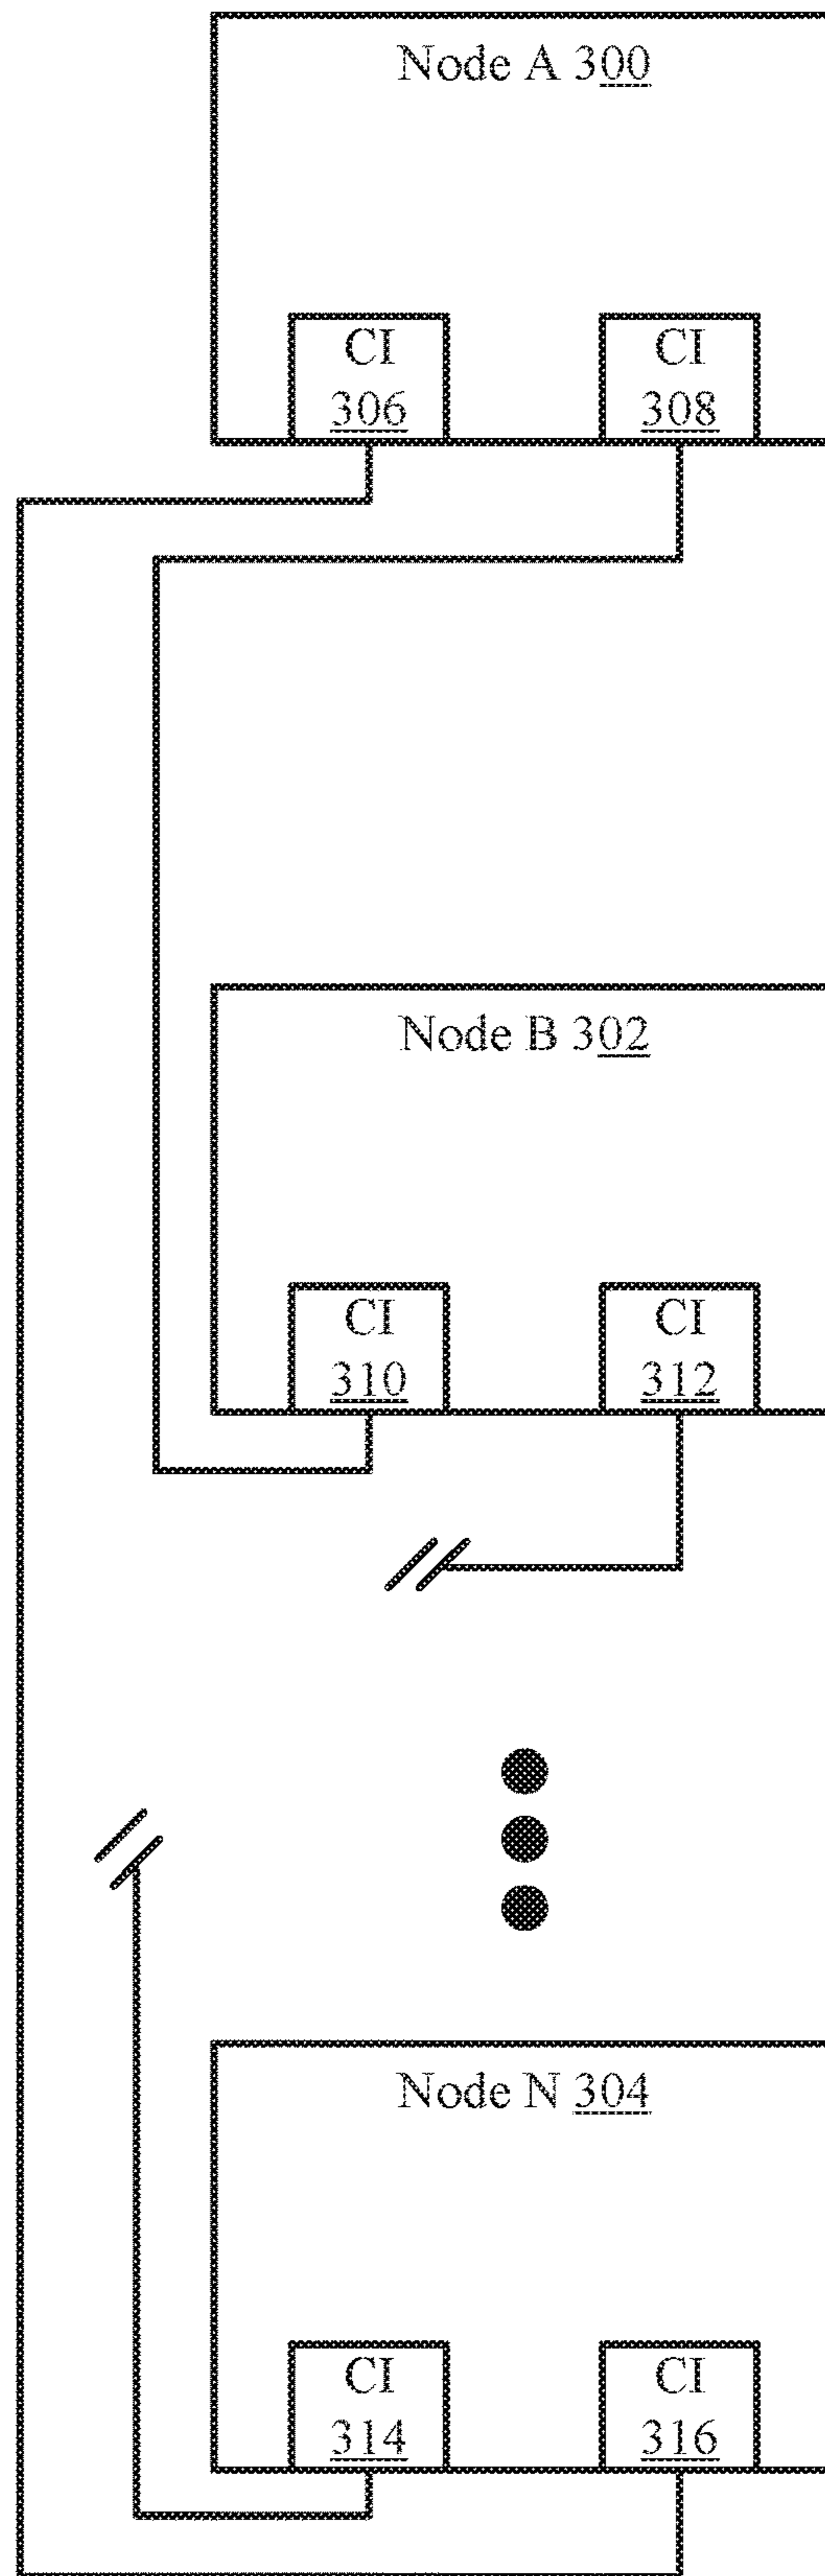 Node A 300
CI
306
CI
308
Node B 302
CI
310
CI
312
Node N 304
CI
314
CI
316